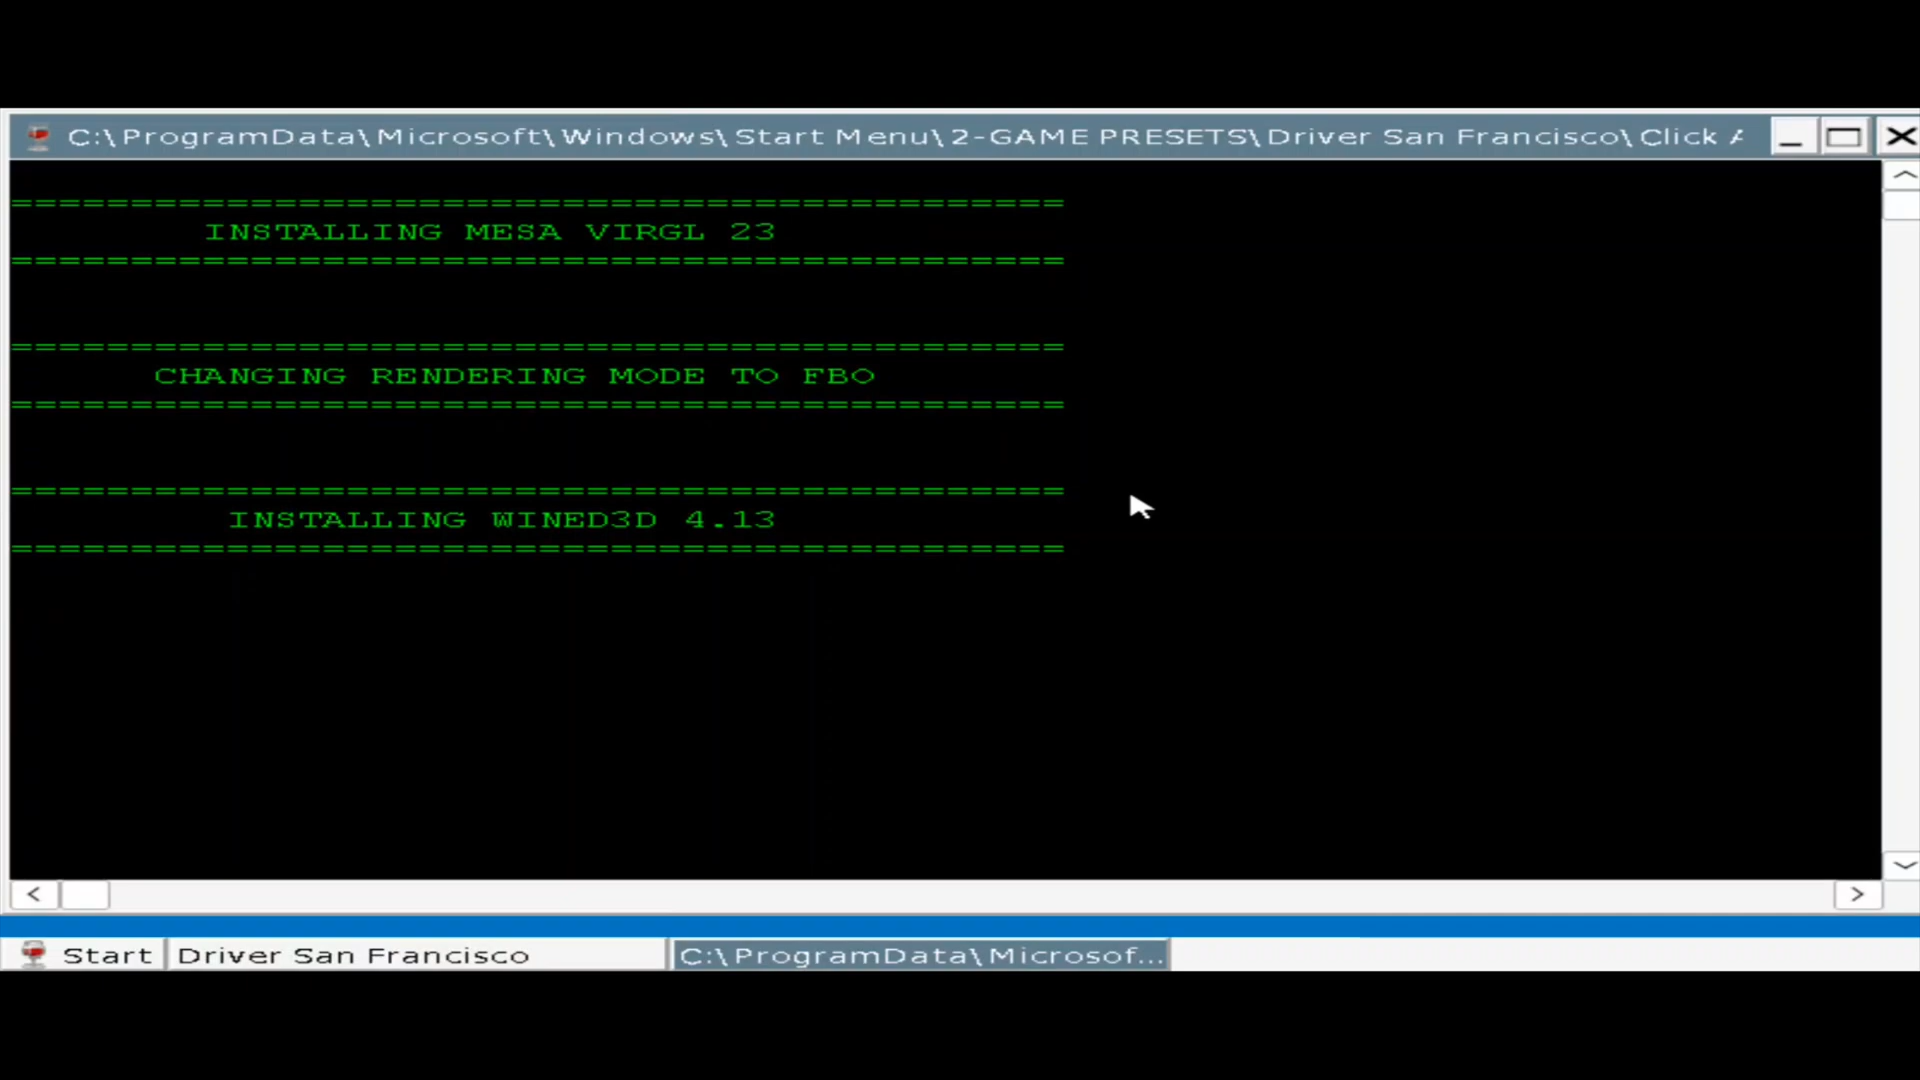 C:\ProgramData\Microsoft\Windows\Start Menu\2-GAME PRESETS\Driver San Francisco\Click
============================================
INSTALLING MESA VIRGL 23
============================================
============================================
CHANGING RENDERING MODE TO FBO
============================================
============================================
INSTALLING WINED3D 4.13
============================================
Start
Driver San Francisco
C:\ProgramData\Microsof...